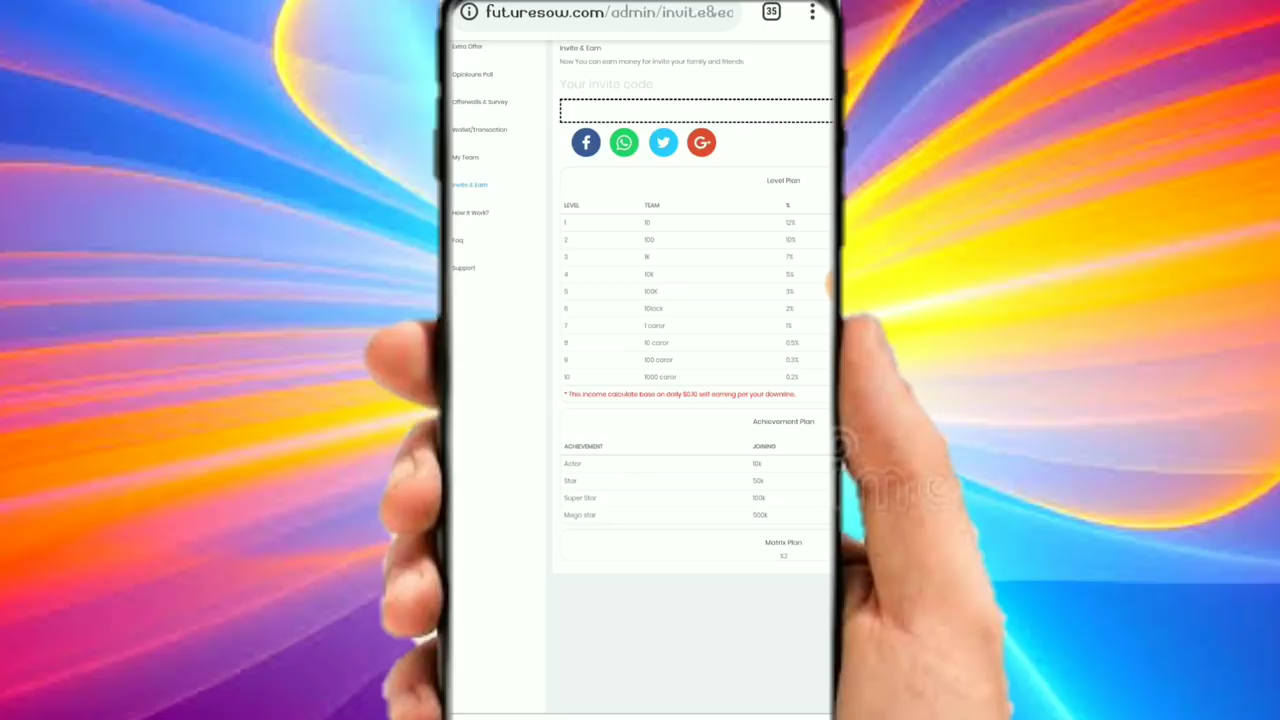 futuresow.com/admin/invite&ea
35
Extra Offer
Opiniouns Poll
Offerwalls & Survey
Wallet/Transaction
My Team
Invite & Earn
How It Work?
Faq
Support
Invite & Earn
Now You can earn money for invite your family and friends
Your invite code
Level Plan
LEVEL TEAM %
1 10 12%
2 100 10%
3 1K 7%
4 10K 5%
5 100K 3%
6 10lack 2%
7 1 caror 1%
8 10 caror 0.5%
9 100 caror 0.3%
10 1000 caror 0.2%
* This income calculate base on daily $0.10 self earning per your downline.
Achievement Plan
ACHIEVEMENT JOINING
Actor 10k
Star 50k
Super Star 100k
Mega star 500k
Matrix Plan
X2